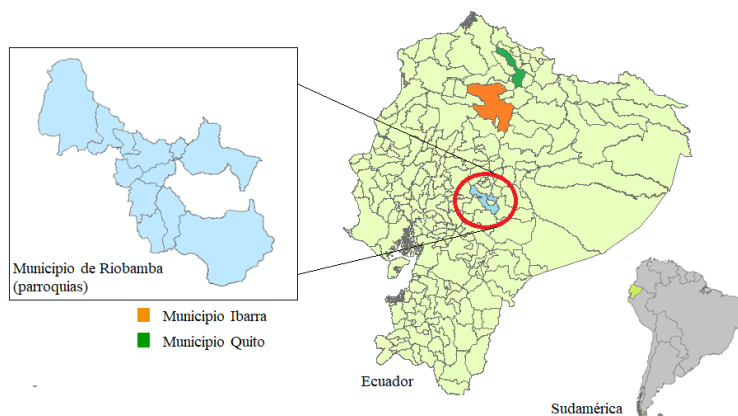 Municipio de Riobamba
(parroquias)
Municipio Ibarra
Municipio Quito
Ecuador
Sudamérica